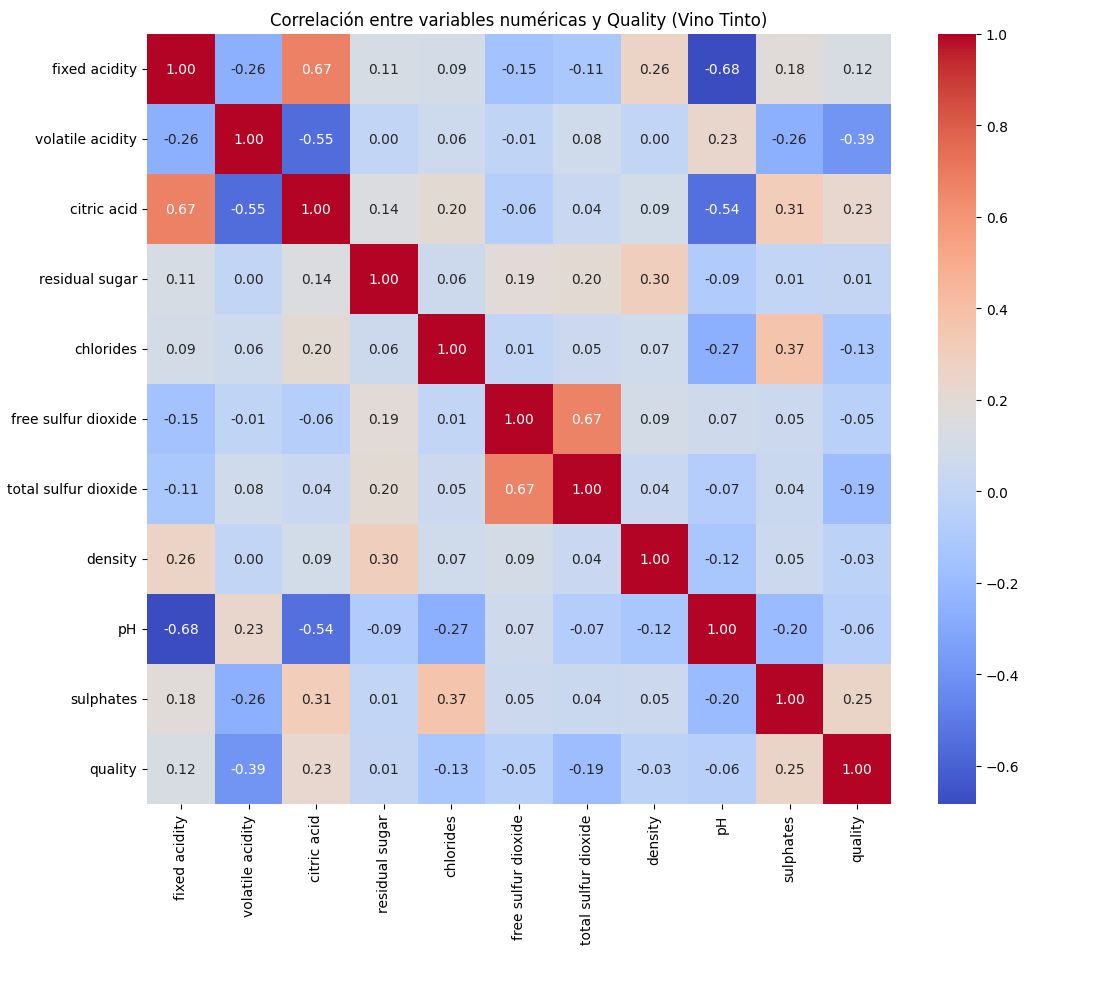 Correlación entre variables numéricas y Quality (Vino Tinto)
fixed acidity 1.00 -0.26 0.67 0.11 0.09 -0.15 -0.11 0.26 -0.68 0.18 0.12
volatile acidity -0.26 1.00 -0.55 0.00 0.06 -0.01 0.08 0.00 0.23 -0.26 -0.39
citric acid 0.67 -0.55 1.00 0.14 0.20 -0.06 0.04 0.09 -0.54 0.31 0.23
residual sugar 0.11 0.00 0.14 1.00 0.06 0.19 0.20 0.30 -0.09 0.01 0.01
chlorides 0.09 0.06 0.20 0.06 1.00 0.01 0.05 0.07 -0.27 0.37 -0.13
free sulfur dioxide -0.15 -0.01 -0.06 0.19 0.01 1.00 0.67 0.09 0.07 0.05 -0.05
total sulfur dioxide -0.11 0.08 0.04 0.20 0.05 0.67 1.00 0.04 -0.07 0.04 -0.19
density 0.26 0.00 0.09 0.30 0.07 0.09 0.04 1.00 -0.12 0.05 -0.03
pH -0.68 0.23 -0.54 -0.09 -0.27 0.07 -0.07 -0.12 1.00 -0.20 -0.06
sulphates 0.18 -0.26 0.31 0.01 0.37 0.05 0.04 0.05 -0.20 1.00 0.25
quality 0.12 -0.39 0.23 0.01 -0.13 -0.05 -0.19 -0.03 -0.06 0.25 1.00
fixed acidity
volatile acidity
citric acid
residual sugar
chlorides
free sulfur dioxide
total sulfur dioxide
density
pH
sulphates
quality
1.0
0.8
0.6
0.4
0.2
0.0
−0.2
−0.4
−0.6